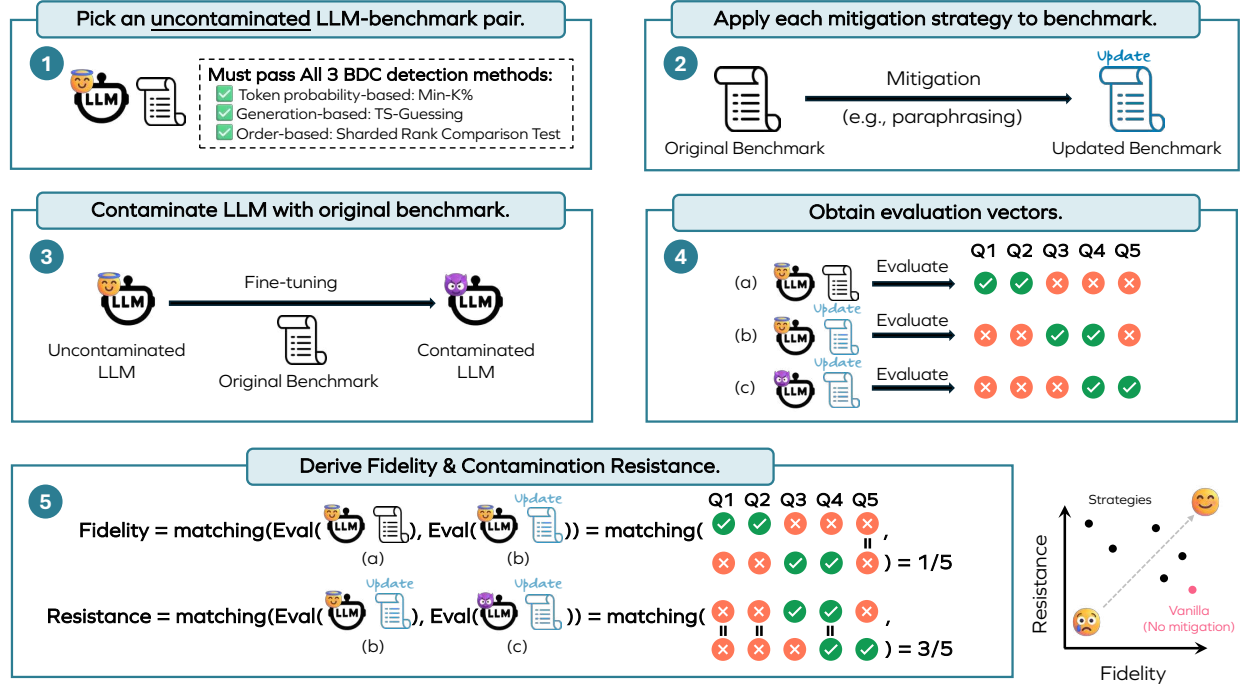 Pick an uncontaminated LLM-benchmark pair.
1
LLM
Must pass All 3 BDC detection methods:
Token probability-based: Min-K%
Generation-based: TS-Guessing
Order-based: Sharded Rank Comparison Test
Apply each mitigation strategy to benchmark.
2
Update
Mitigation
(e.g., paraphrasing)
Original Benchmark
Updated Benchmark
Contaminate LLM with original benchmark.
3
Fine-tuning
LLM
LLM
Uncontaminated
LLM
Original Benchmark
Contaminated
LLM
Obtain evaluation vectors.
4
Q1 Q2 Q3 Q4 Q5
(a) LLM Evaluate
Update
(b) LLM Evaluate
Update
(c) LLM Evaluate
Derive Fidelity & Contamination Resistance.
5
Q1 Q2 Q3 Q4 Q5
Update
Fidelity = matching(Eval( LLM ), Eval( LLM )) = matching( ,
(a) (b)
) = 1/5
Update Update
Resistance = matching(Eval( LLM ), Eval( LLM )) = matching( ,
(b) (c)
) = 3/5
Strategies
Resistance
Vanilla
(No mitigation)
Fidelity